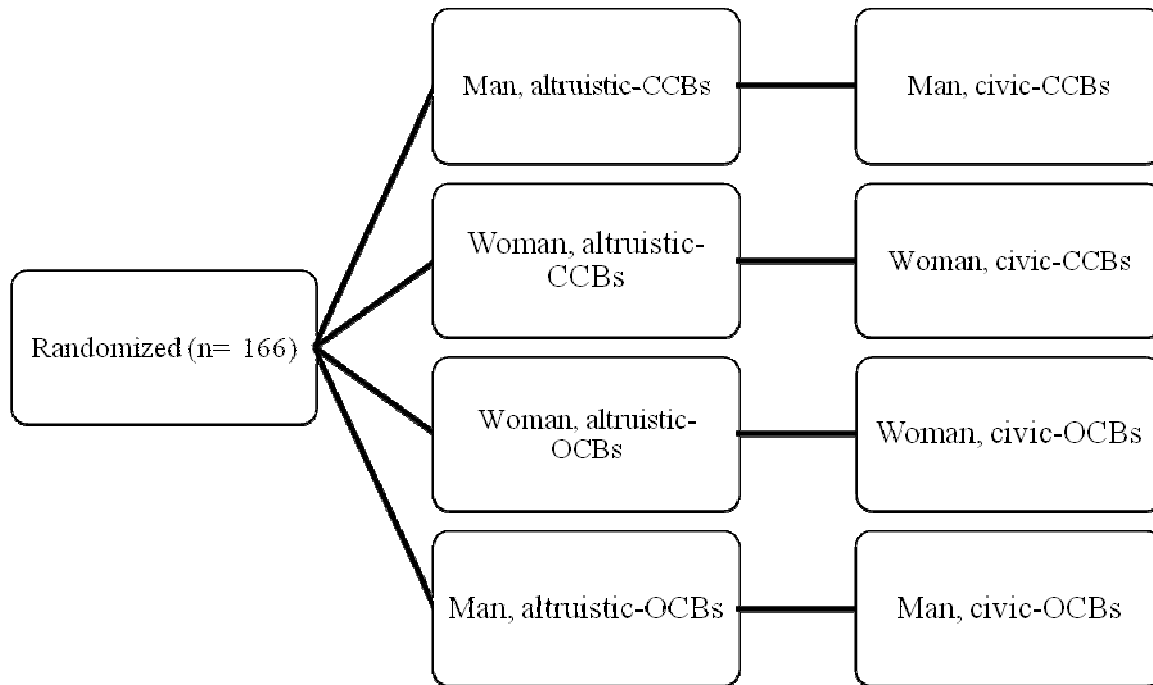 Man, altruistic-CCBs
Man, civic-CCBs
Woman, altruistic-
CCBs
Woman, civic-CCBs
Randomized (n= 166)
Woman, altruistic-
OCBs
Woman, civic-OCBs
Man, altruistic-OCBs
Man, civic-OCBs